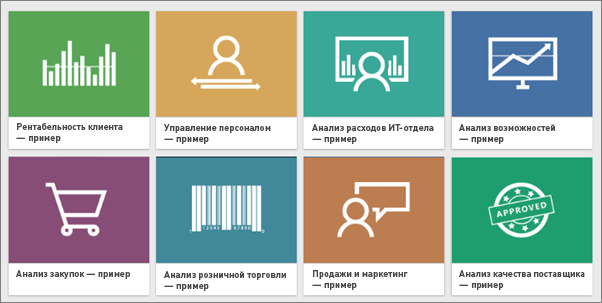 Рентабельность клиента
— пример
Управление персоналом
— пример
Анализ расходов ИТ-отдела
— пример
Анализ возможностей
— пример
Анализ закупок — пример
12345 67890
Анализ розничной торговли
— пример
Продажи и маркетинг
— пример
APPROVED
Анализ качества поставщика
— пример